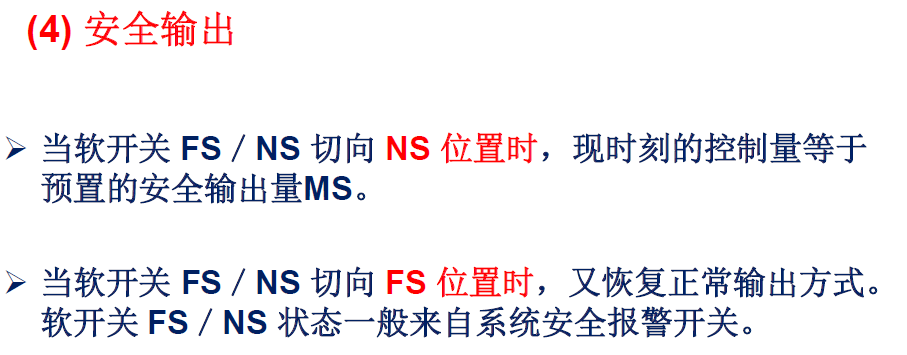 (4) 安全输出
➢ 当软开关 FS / NS 切向 NS 位置时，现时刻的控制量等于
预置的安全输出量MS。
➢ 当软开关 FS / NS 切向 FS 位置时，又恢复正常输出方式。
软开关 FS / NS 状态一般来自系统安全报警开关。